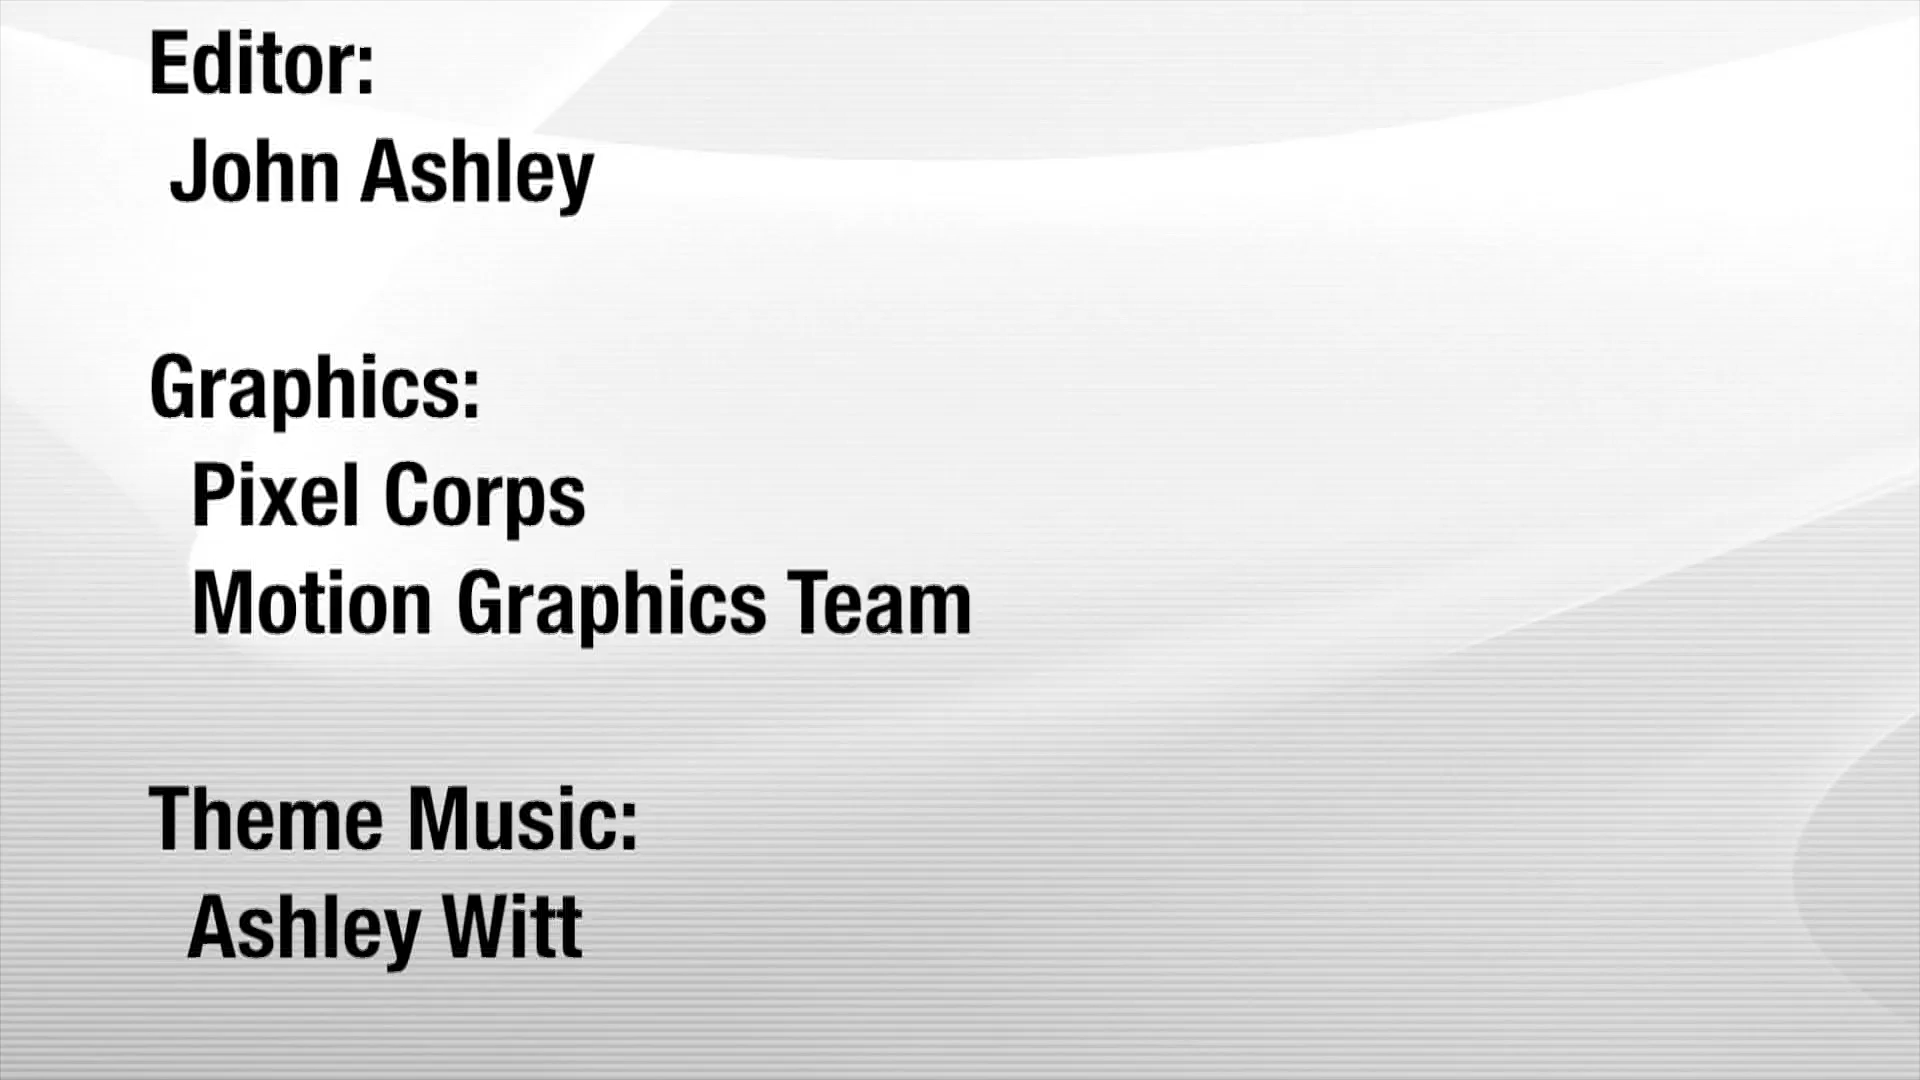 Editor:
John Ashley
Graphics:
Pixel Corps
Motion Graphics Team
Theme Music:
Ashley Witt